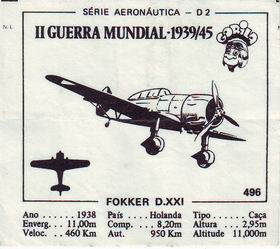 SÉRIE AERONÁUTICA - D 2
II GUERRA MUNDIAL-1939/45
496
FOKKER D.XXI
Ano ...... 1938 País .... Holanda Tipo ...... Caça
Enverg. ... 11,00m Comp. .... 8,20m Altura .... 2,95m
Veloc. .. 460 Km Aut. .... 950 Km Altitude 11,000m